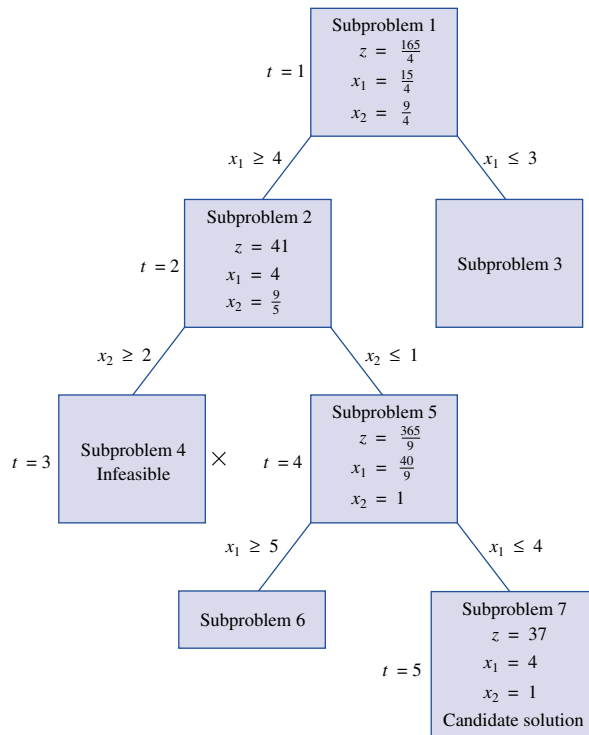 Subproblem 1
z = 165/4
t = 1
x₁ = 15/4
x₂ = 9/4
x₁ ≥ 4
x₁ ≤ 3
Subproblem 2
z = 41
t = 2
x₁ = 4
x₂ = 9/5
Subproblem 3
x₂ ≥ 2
x₂ ≤ 1
Subproblem 4
Infeasible
t = 3
×
Subproblem 5
z = 365/9
t = 4
x₁ = 40/9
x₂ = 1
x₁ ≥ 5
x₁ ≤ 4
Subproblem 6
Subproblem 7
z = 37
t = 5
x₁ = 4
x₂ = 1
Candidate solution